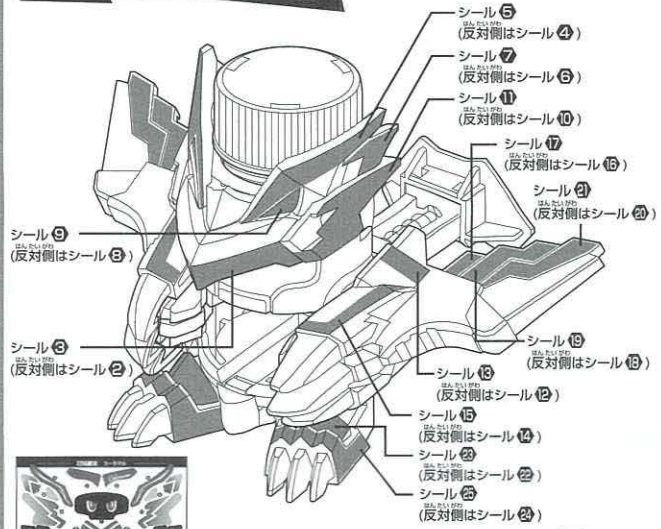 シール❺
(反対側はシール❹)
シール❼
(反対側はシール❻)
シール⓫
(反対側はシール❿)
シール⓱
(反対側はシール⓰)
シール㉑
(反対側はシール⓴)
シール❾
(反対側はシール❽)
シール❸
(反対側はシール❷)
シール⓳
(反対側はシール⓲)
シール⓭
(反対側はシール⓬)
シール⓯
(反対側はシール⓮)
シール㉓
(反対側はシール㉒)
シール㉕
(反対側はシール㉔)